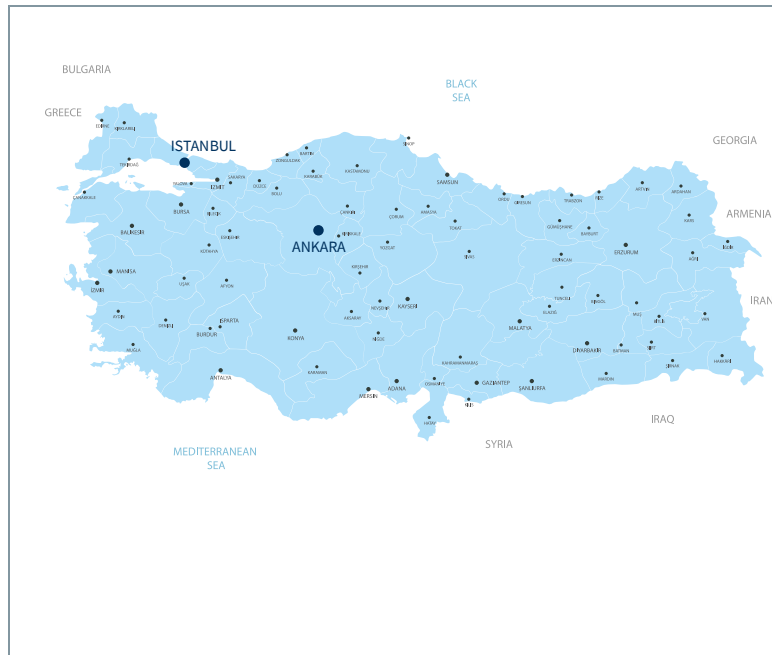 BULGARIA
BLACK
SEA
GREECE
GEORGIA
EDİRNE
KIRKLARELİ
SİNOP
ISTANBUL
BARTIN
ZONGULDAK
TEKİRDAĞ
KASTAMONU
KARABÜK
SAMSUN
SAKARYA
DÜZCE
İZMİT
YALOVA
BOLU
ARTVİN
ARDAHAN
ÇANAKKALE
ORDU
GİRESUN
TRABZON
RİZE
BURSA
BİLECİK
ÇANKIRI
ÇORUM
AMASYA
ARMENIA
KARS
BALIKESİR
TOKAT
GÜMÜŞHANE
BAYBURT
ESKİŞEHİR
ANKARA
KIRIKKALE
YOZGAT
SİVAS
ERZURUM
IĞDIR
KÜTAHYA
ERZİNCAN
AĞRI
MANİSA
KIRŞEHİR
UŞAK
AFYON
İZMİR
TUNCELİ
BİNGÖL
IRAN
NEVŞEHİR
KAYSERİ
ELAZIĞ
MUŞ
AYDIN
AKSARAY
BİTLİS
VAN
DENİZLİ
ISPARTA
BURDUR
KONYA
NİĞDE
MALATYA
MUĞLA
DİYARBAKIR
BATMAN
SİİRT
KAHRAMANMARAŞ
HAKKARİ
ŞIRNAK
ANTALYA
KARAMAN
MARDİN
ADANA
OSMANİYE
GAZIANTEP
ŞANLIURFA
MERSİN
KİLİS
HATAY
IRAQ
SYRIA
MEDİTERRANEAN
SEA